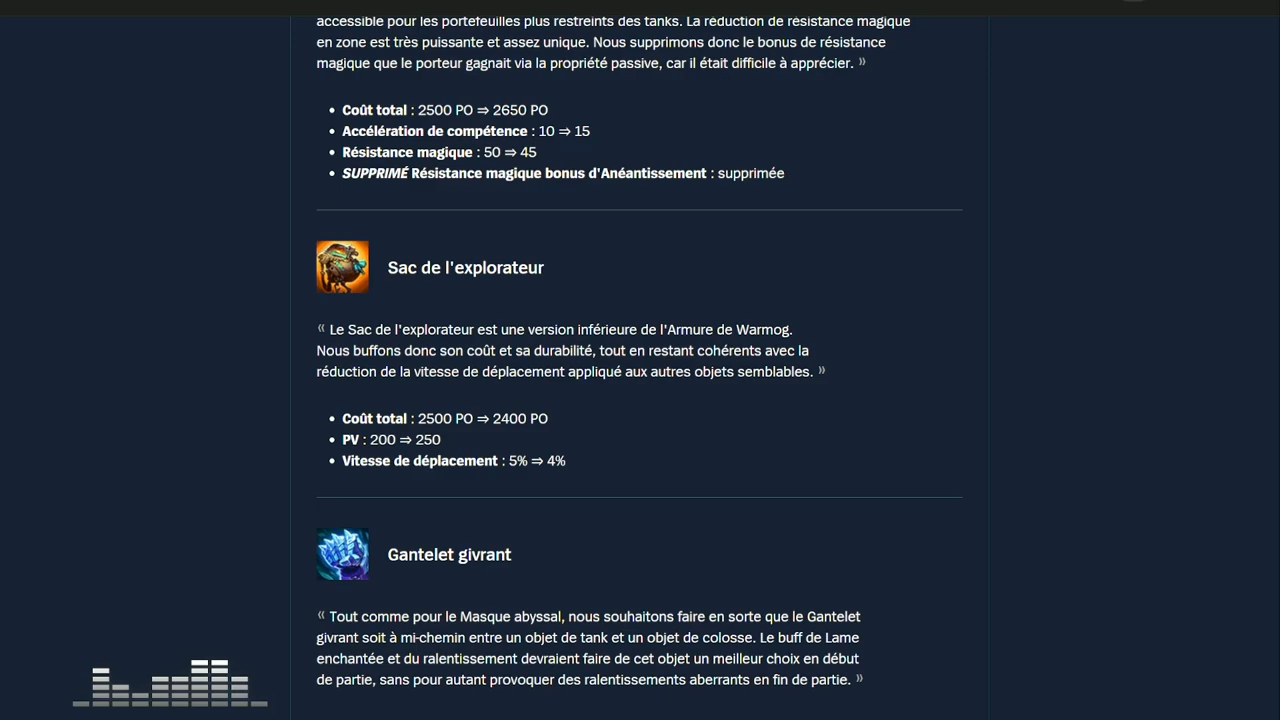 accessible pour les portefeuilles plus restreints des tanks. La réduction de résistance magique
en zone est très puissante et assez unique. Nous supprimons donc le bonus de résistance
magique que le porteur gagnait via la propriété passive, car il était difficile à apprécier. »
• Coût total : 2500 PO ⇒ 2650 PO
• Accélération de compétence : 10 ⇒ 15
• Résistance magique : 50 ⇒ 45
• SUPPRIMÉ Résistance magique bonus d'Anéantissement : supprimée
Sac de l'explorateur
« Le Sac de l'explorateur est une version inférieure de l'Armure de Warmog.
Nous buffons donc son coût et sa durabilité, tout en restant cohérents avec la
réduction de la vitesse de déplacement appliqué aux autres objets semblables. »
• Coût total : 2500 PO ⇒ 2400 PO
• PV : 200 ⇒ 250
• Vitesse de déplacement : 5% ⇒ 4%
Gantelet givrant
« Tout comme pour le Masque abyssal, nous souhaitons faire en sorte que le Gantelet
givrant soit à mi-chemin entre un objet de tank et un objet de colosse. Le buff de Lame
enchantée et du ralentissement devraient faire de cet objet un meilleur choix en début
de partie, sans pour autant provoquer des ralentissements aberrants en fin de partie. »